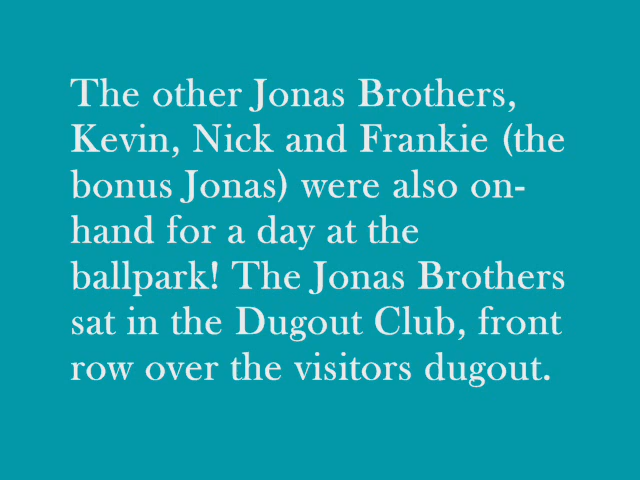 The other Jonas Brothers,
Kevin, Nick and Frankie (the
bonus Jonas) were also on-
hand for a day at the
ballpark! The Jonas Brothers
sat in the Dugout Club, front
row over the visitors dugout.